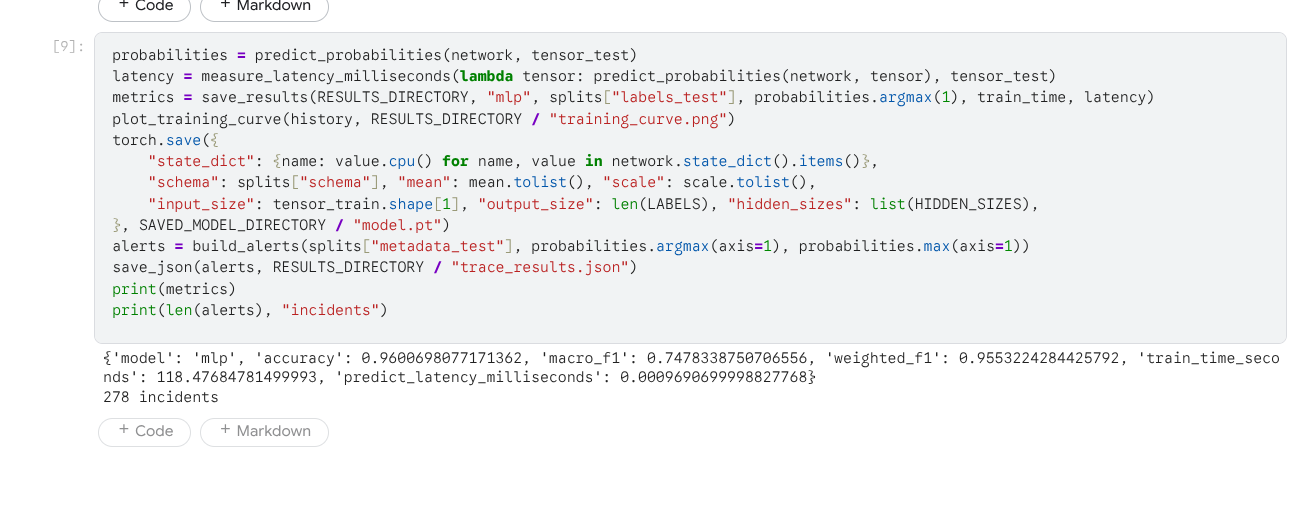 + Code + Markdown
[9]:
probabilities = predict_probabilities(network, tensor_test)
latency = measure_latency_milliseconds(lambda tensor: predict_probabilities(network, tensor), tensor_test)
metrics = save_results(RESULTS_DIRECTORY, "mlp", splits["labels_test"], probabilities.argmax(1), train_time, latency)
plot_training_curve(history, RESULTS_DIRECTORY / "training_curve.png")
torch.save({
    "state_dict": {name: value.cpu() for name, value in network.state_dict().items()},
    "schema": splits["schema"], "mean": mean.tolist(), "scale": scale.tolist(),
    "input_size": tensor_train.shape[1], "output_size": len(LABELS), "hidden_sizes": list(HIDDEN_SIZES),
}, SAVED_MODEL_DIRECTORY / "model.pt")
alerts = build_alerts(splits["metadata_test"], probabilities.argmax(axis=1), probabilities.max(axis=1))
save_json(alerts, RESULTS_DIRECTORY / "trace_results.json")
print(metrics)
print(len(alerts), "incidents")
{'model': 'mlp', 'accuracy': 0.9600698077171362, 'macro_f1': 0.7478338750706556, 'weighted_f1': 0.9553224284425792, 'train_time_seco
nds': 118.47684781499993, 'predict_latency_milliseconds': 0.0009690699998827768}
278 incidents
+ Code + Markdown